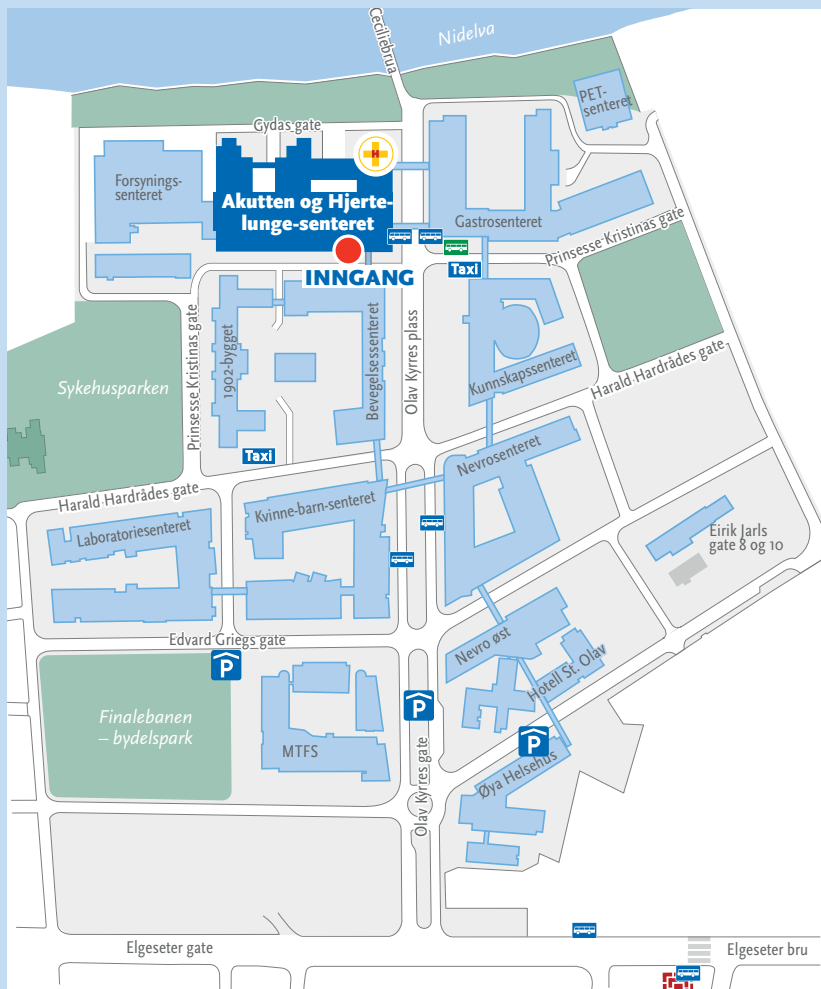 Nidelva
Ceciliebrua
PET-
senteret
Gydas gate
H
Forsynings-
senteret
Akutten og Hjerte-
lunge-senteret
Gastrosenteret
Prinsesse Kristinas gate
INNGANG
Taxi
Prinsesse Kristinas gate
1902-bygget
Bevegelsessenteret
Olav Kyrres plass
Kunnskapssenteret
Harald Hardrådes gate
Sykehusparken
Taxi
Nevrosenteret
Harald Hardrådes gate
Kvinne-barn-senteret
Laboratoriesenteret
Eirik Jarls
gate 8 og 10
Edvard Griegs gate
P
Nevro øst
Hotell St. Olav
Finalebanen
– bydelspark
P
MTFS
P
Øya Helsehus
Olav Kyrres gate
Elgeseter gate
Elgeseter bru